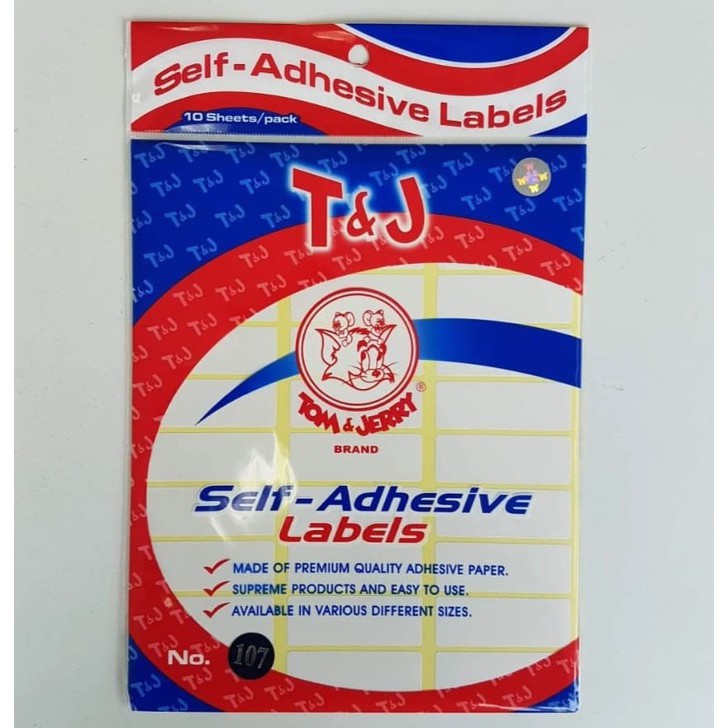 Self-Adhesive Labels
10 Sheets/pack
T&J
TOM & JERRY ®
BRAND
Self-Adhesive
Labels
MADE OF PREMIUM QUALITY ADHESIVE PAPER.
SUPREME PRODUCTS AND EASY TO USE.
AVAILABLE IN VARIOUS DIFFERENT SIZES.
No. 107